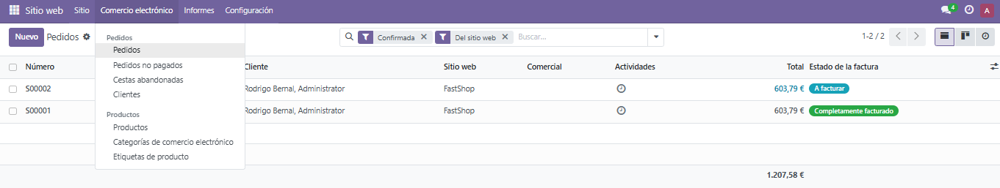 Sitio web Sitio Comercio electrónico Informes Configuración 4 A
Nuevo Pedidos Confirmada Del sitio web Buscar... 1-2 / 2
Pedidos
Pedidos
Pedidos no pagados
Cestas abandonadas
Clientes
Productos
Productos
Categorías de comercio electrónico
Etiquetas de producto
Número Cliente Sitio web Comercial Actividades Total Estado de la factura
S00002 Rodrigo Bernal, Administrator FastShop 603,79 € A facturar
S00001 Rodrigo Bernal, Administrator FastShop 603,79 € Completamente facturado
1.207,58 €